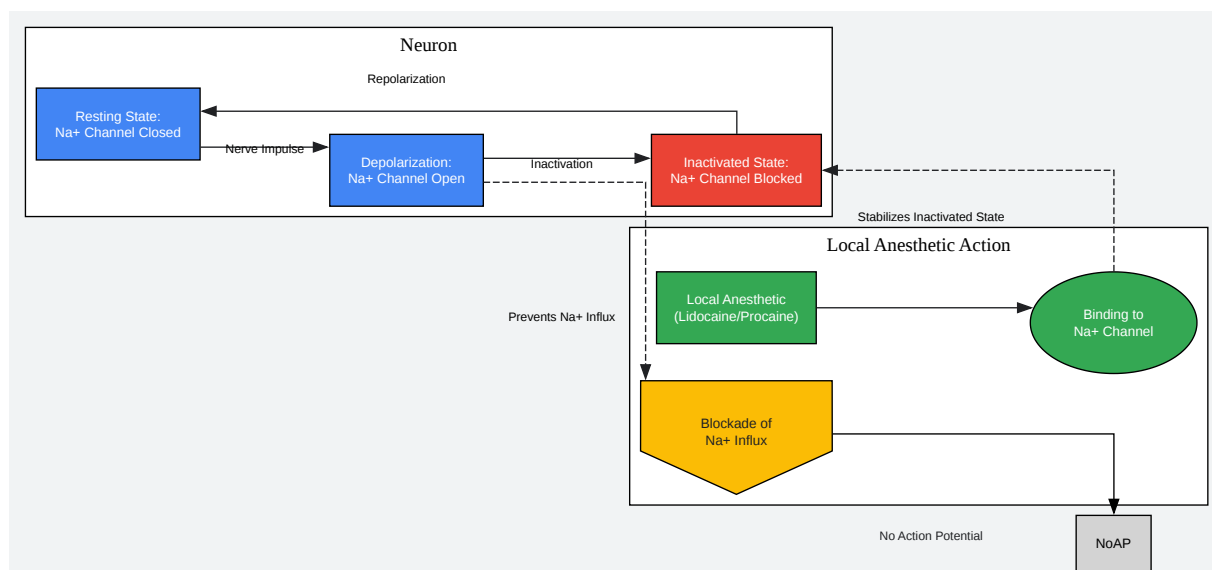 Neuron
Repolarization
Resting State:
Na+ Channel Closed
Nerve Impulse
Depolarization:
Na+ Channel Open
Inactivation
Inactivated State:
Na+ Channel Blocked
Stabilizes Inactivated State
Local Anesthetic Action
Local Anesthetic
(Lidocaine/Procaine)
Binding to
Na+ Channel
Prevents Na+ Influx
Blockade of
Na+ Influx
No Action Potential
NoAP